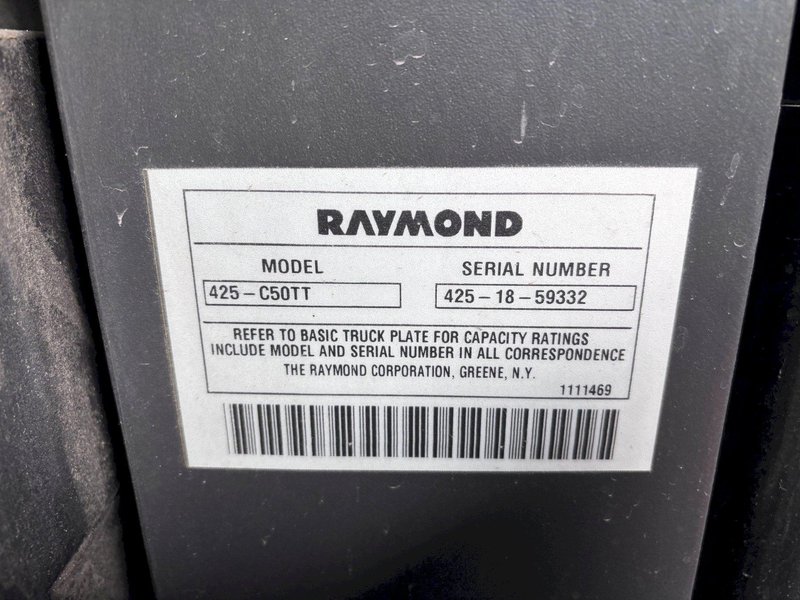 RAYMOND
MODEL SERIAL NUMBER
425-C50TT 425-18-59332
REFER TO BASIC TRUCK PLATE FOR CAPACITY RATINGS
INCLUDE MODEL AND SERIAL NUMBER IN ALL CORRESPONDENCE
THE RAYMOND CORPORATION, GREENE, N.Y.
1111469